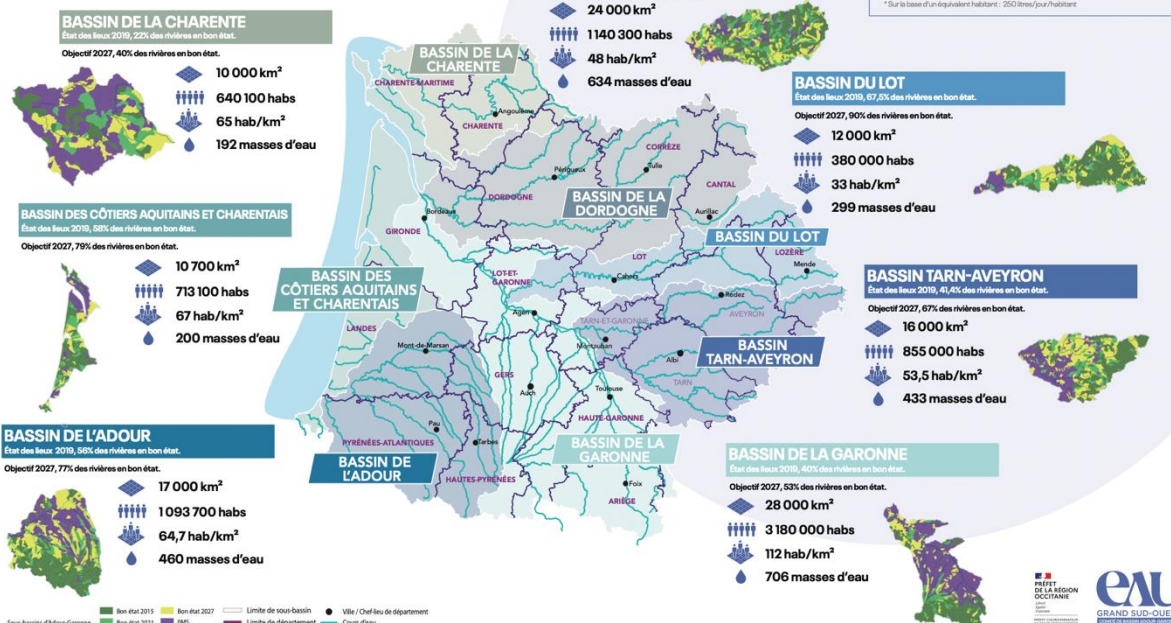 * Sur la base d'un équivalent habitant : 250 litres/jour/habitant
BASSIN DE LA CHARENTE
État des lieux 2019, 22% des rivières en bon état.
Objectif 2027, 40% des rivières en bon état.
10 000 km²
640 100 habs
65 hab/km²
192 masses d'eau
24 000 km²
1 140 300 habs
48 hab/km²
634 masses d'eau
BASSIN DU LOT
État des lieux 2019, 67,5% des rivières en bon état.
Objectif 2027, 90% des rivières en bon état.
12 000 km²
380 000 habs
33 hab/km²
299 masses d'eau
BASSIN DES CÔTIERS AQUITAINS ET CHARENTAIS
État des lieux 2019, 58% des rivières en bon état.
Objectif 2027, 79% des rivières en bon état.
10 700 km²
713 100 habs
67 hab/km²
200 masses d'eau
BASSIN TARN-AVEYRON
État des lieux 2019, 41,4% des rivières en bon état.
Objectif 2027, 67% des rivières en bon état.
16 000 km²
855 000 habs
53,5 hab/km²
433 masses d'eau
BASSIN DE L'ADOUR
État des lieux 2019, 56% des rivières en bon état.
Objectif 2027, 77% des rivières en bon état.
17 000 km²
1 093 700 habs
64,7 hab/km²
460 masses d'eau
BASSIN DE LA GARONNE
État des lieux 2019, 40% des rivières en bon état.
Objectif 2027, 53% des rivières en bon état.
28 000 km²
3 180 000 habs
112 hab/km²
706 masses d'eau
BASSIN DE LA
CHARENTE
CHARENTE-MARITIME
Angoulême
CHARENTE
CORRÈZE
Périgueux
Tulle
DORDOGNE
CANTAL
BASSIN DE LA
DORDOGNE
Aurillac
Bordeaux
GIRONDE
BASSIN DU LOT
LOT
LOZÈRE
Mende
BASSIN DES
CÔTIERS AQUITAINS
ET CHARENTAIS
LOT-ET-
GARONNE
Cahors
Rodez
Agen
AVEYRON
TARN-ET-GARONNE
LANDES
Mont-de-Marsan
Montauban
Albi
BASSIN
TARN-AVEYRON
GERS
TARN
Auch
Toulouse
HAUTE-GARONNE
Pau
PYRÉNÉES-ATLANTIQUES
Tarbes
BASSIN DE LA
GARONNE
BASSIN DE
L'ADOUR
HAUTES-PYRÉNÉES
Foix
ARIÈGE
Bon état 2015
Bon état 2027
Limite de sous-bassin
Ville / Chef-lieu de département
Sous-bassins d'Adour-Garonne
Bon état 2021
OMS
Limite de département
Cours d'eau
PRÉFET
DE LA RÉGION
OCCITANIE
Liberté
Égalité
Fraternité
eau
GRAND SUD-OUE
COMITÉ DE BASSIN ADOUR-GARO